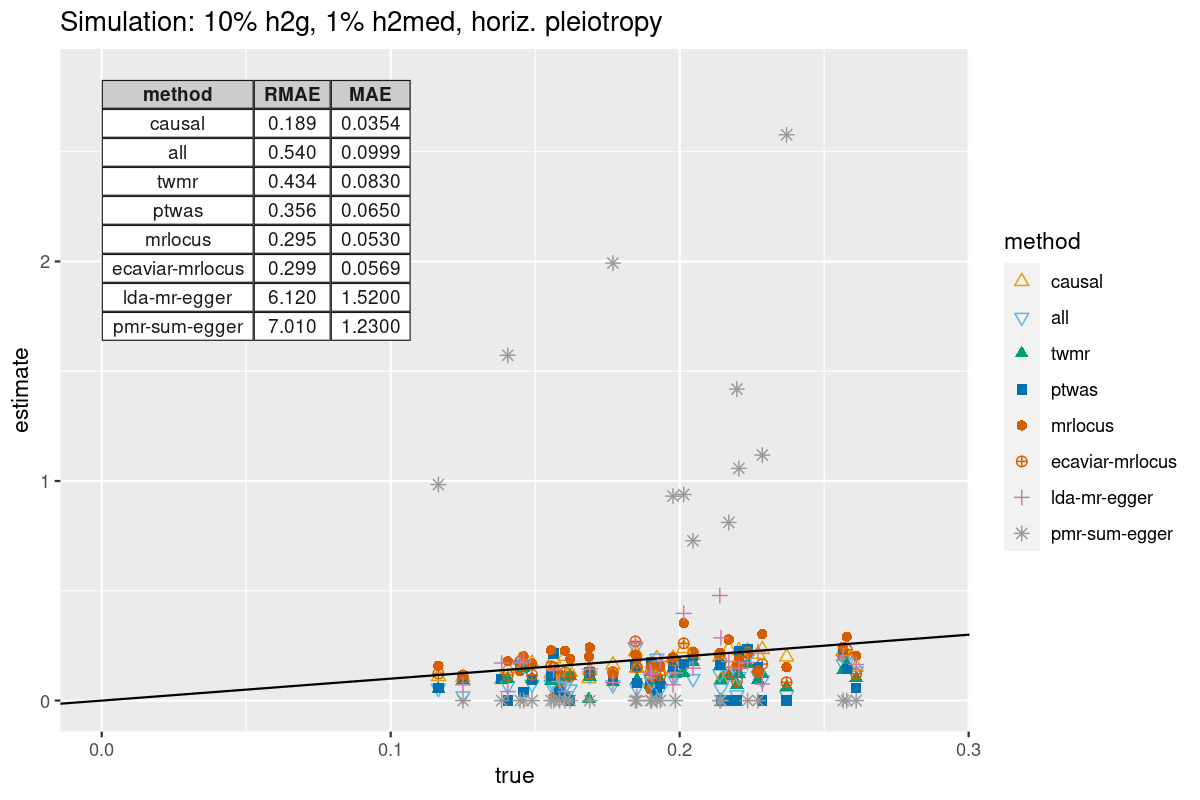 Simulation: 10% h2g, 1% h2med, horiz. pleiotropy
method RMAE MAE
causal 0.189 0.0354
all 0.540 0.0999
twmr 0.434 0.0830
ptwas 0.356 0.0650
mrlocus 0.295 0.0530
ecaviar-mrlocus 0.299 0.0569
lda-mr-egger 6.120 1.5200
pmr-sum-egger 7.010 1.2300
estimate
2
1
0
0.0 0.1 0.2 0.3
true
method
causal
all
twmr
ptwas
mrlocus
ecaviar-mrlocus
lda-mr-egger
pmr-sum-egger